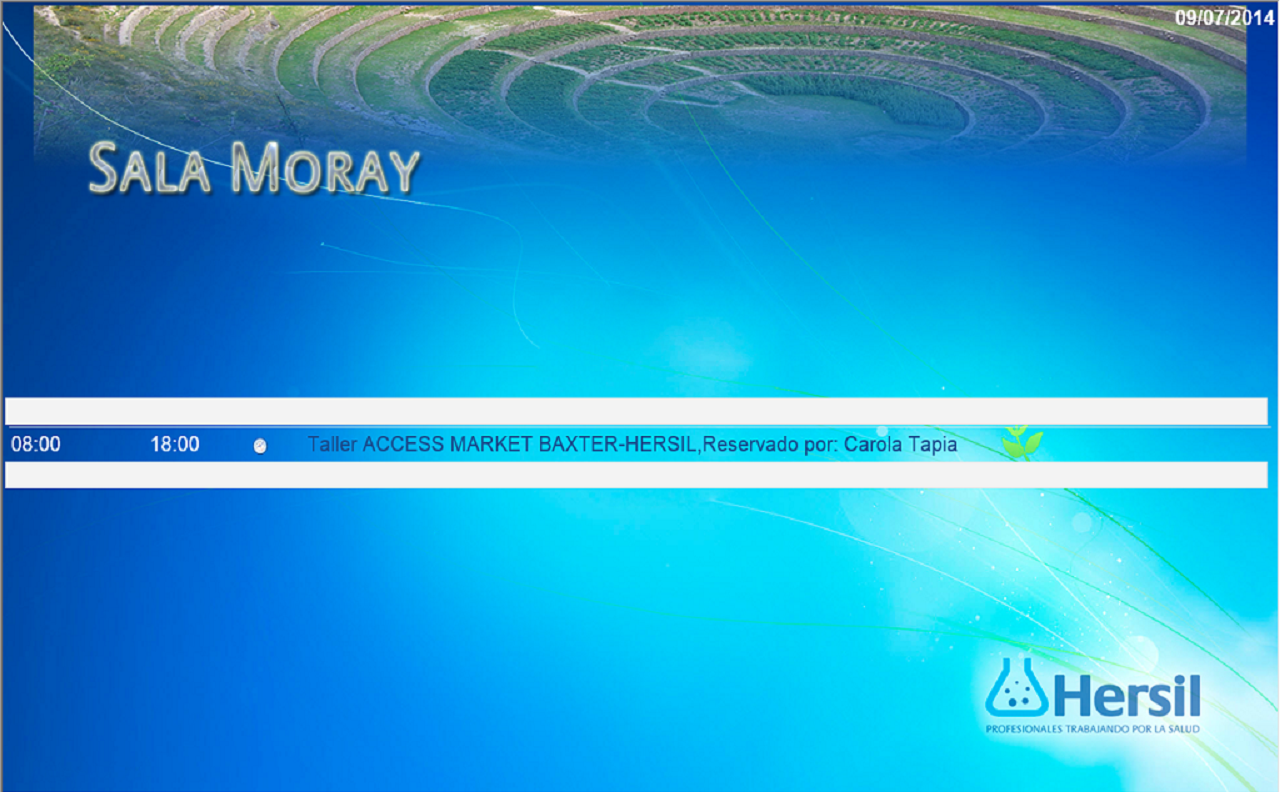 09/07/2014
SALA MORAY
08:00 18:00 Taller ACCESS MARKET BAXTER-HERSIL,Reservado por: Carola Tapia
Hersil
PROFESIONALES TRABAJANDO POR LA SALUD